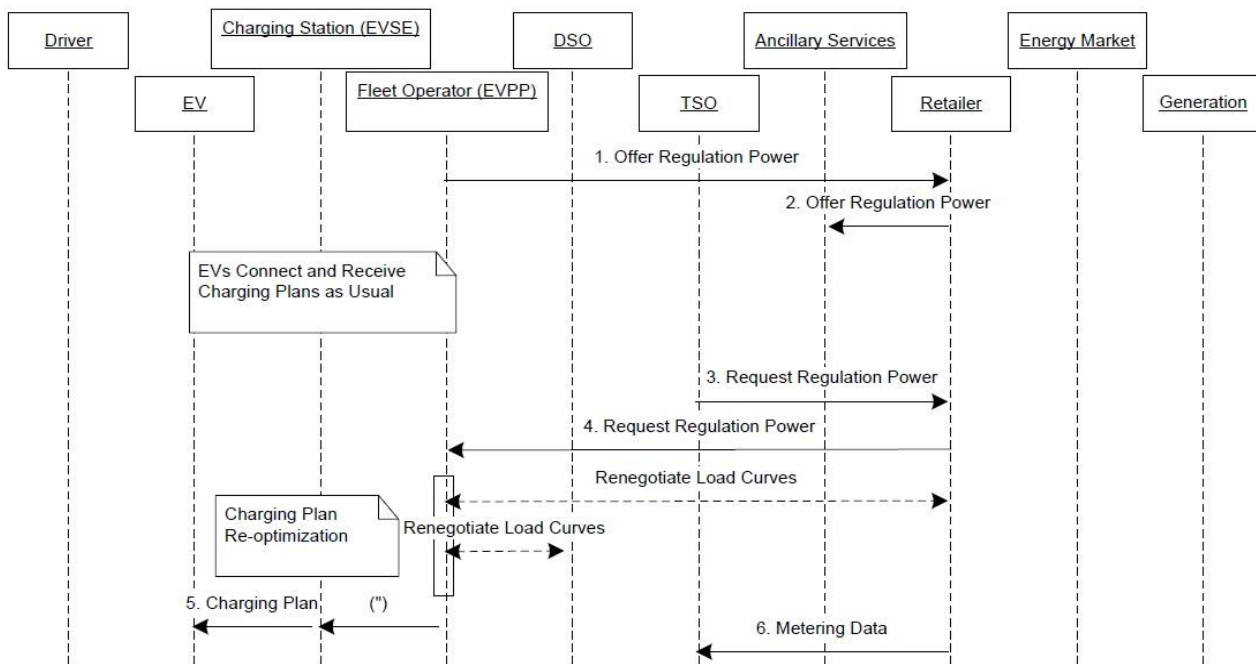 Driver
Charging Station (EVSE)
DSO
Ancillary Services
Energy Market
EV
Fleet Operator (EVPP)
TSO
Retailer
Generation
1. Offer Regulation Power
2. Offer Regulation Power
EVs Connect and Receive
Charging Plans as Usual
3. Request Regulation Power
4. Request Regulation Power
Renegotiate Load Curves
Charging Plan
Re-optimization
Renegotiate Load Curves
5. Charging Plan
(")
6. Metering Data